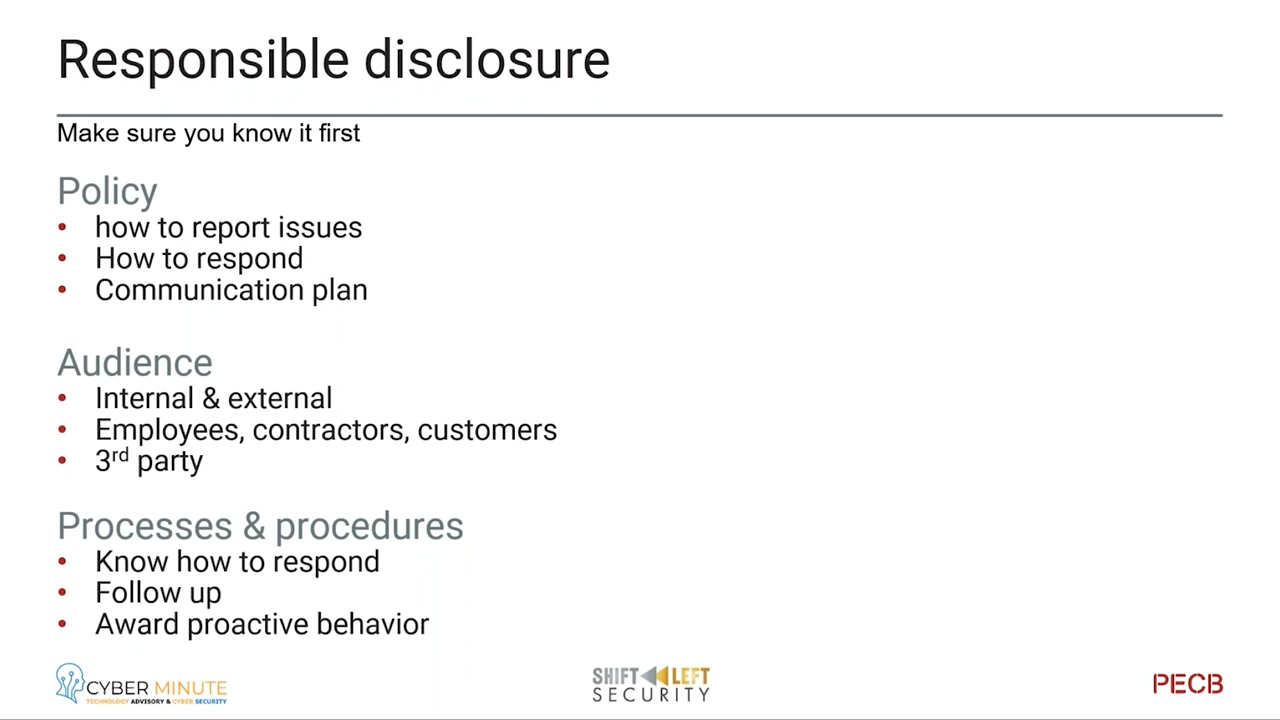 Responsible disclosure
Make sure you know it first
Policy
• how to report issues
• How to respond
• Communication plan
Audience
• Internal & external
• Employees, contractors, customers
• 3rd party
Processes & procedures
• Know how to respond
• Follow up
• Award proactive behavior
CYBER MINUTE
TECHNOLOGY ADVISORY & CYBER SECURITY
SHIFT LEFT
SECURITY
PECB